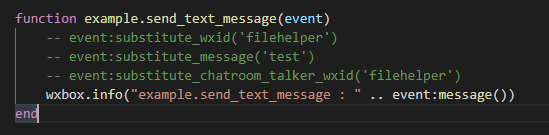 function example.send_text_message(event)
    -- event:substitute_wxid('filehelper')
    -- event:substitute_message('test')
    -- event:substitute_chatroom_talker_wxid('filehelper')
    wxbox.info("example.send_text_message : " .. event:message())
end